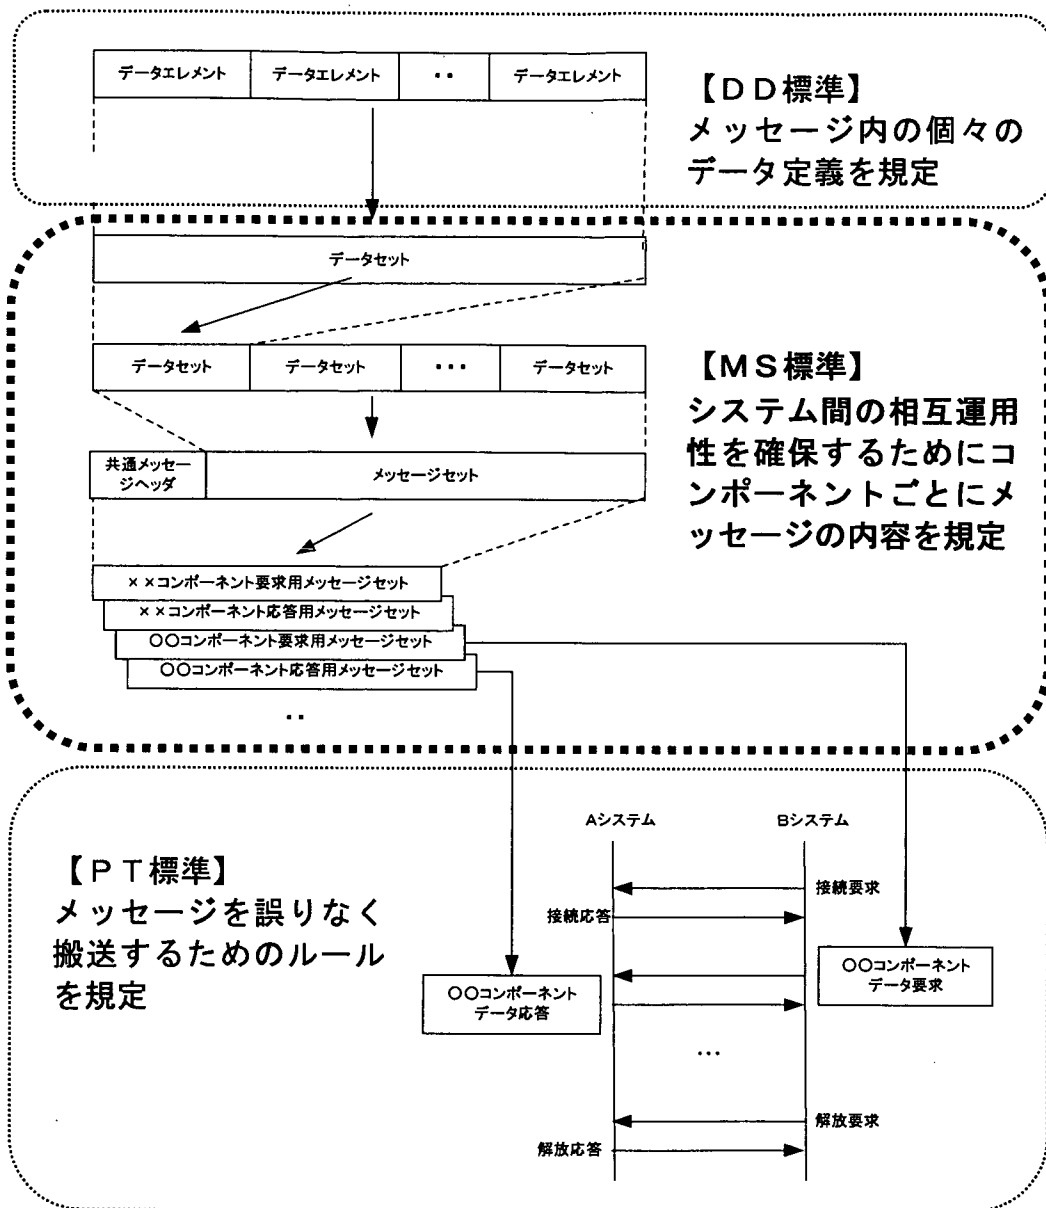 データエレメント データエレメント ・・ データエレメント
【ＤＤ標準】
メッセージ内の個々の
データ定義を規定
データセット
データセット データセット ・・・ データセット
【ＭＳ標準】
システム間の相互運用
性を確保するためにコ
ンポーネントごとにメ
ッセージの内容を規定
共通メッセー
ジヘッダ
メッセージセット
××コンポーネント要求用メッセージセット
××コンポーネント応答用メッセージセット
〇〇コンポーネント要求用メッセージセット
〇〇コンポーネント応答用メッセージセット
・・
【ＰＴ標準】
メッセージを誤りなく
搬送するためのルール
を規定
Aシステム Bシステム
接続要求
接続応答
〇〇コンポーネント
データ要求
〇〇コンポーネント
データ応答
…
解放要求
解放応答